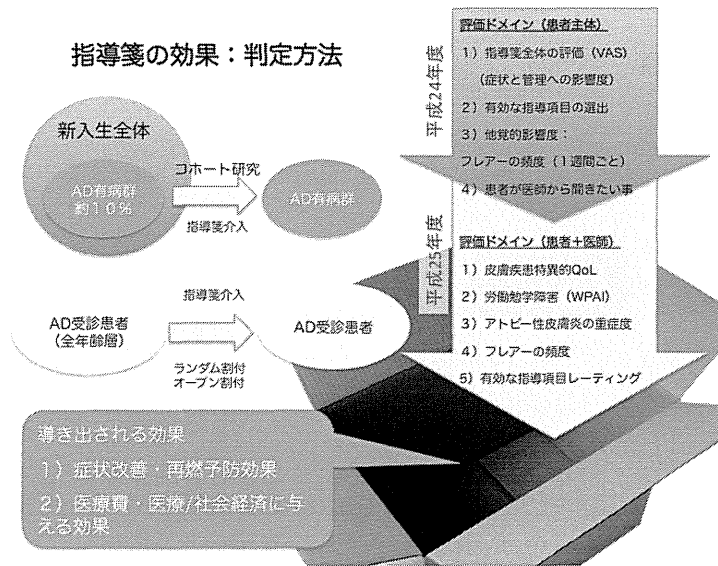 指導箋の効果：判定方法
新入生全体
AD有病群
約１０％
コホート研究
指導箋介入
AD有病群
AD受診患者
（全年齢層）
指導箋介入
ランダム割付
オープン割付
AD受診患者
導き出される効果
１）症状改善・再燃予防効果
２）医療費・医療/社会経済に与
える効果
平成24年度
評価ドメイン（患者主体）
１）指導箋全体の評価（VAS）
（症状と管理への影響度）
２）有効な指導項目の選出
３）他覚的影響度：
フレアーの頻度（１週間ごと）
４）患者が医師から聞きたい事
平成25年度
評価ドメイン（患者＋医師）
１）皮膚疾患特異的QoL
２）労働勉学障害（WPAI）
３）アトピー性皮膚炎の重症度
４）フレアーの頻度
５）有効な指導項目レーティング